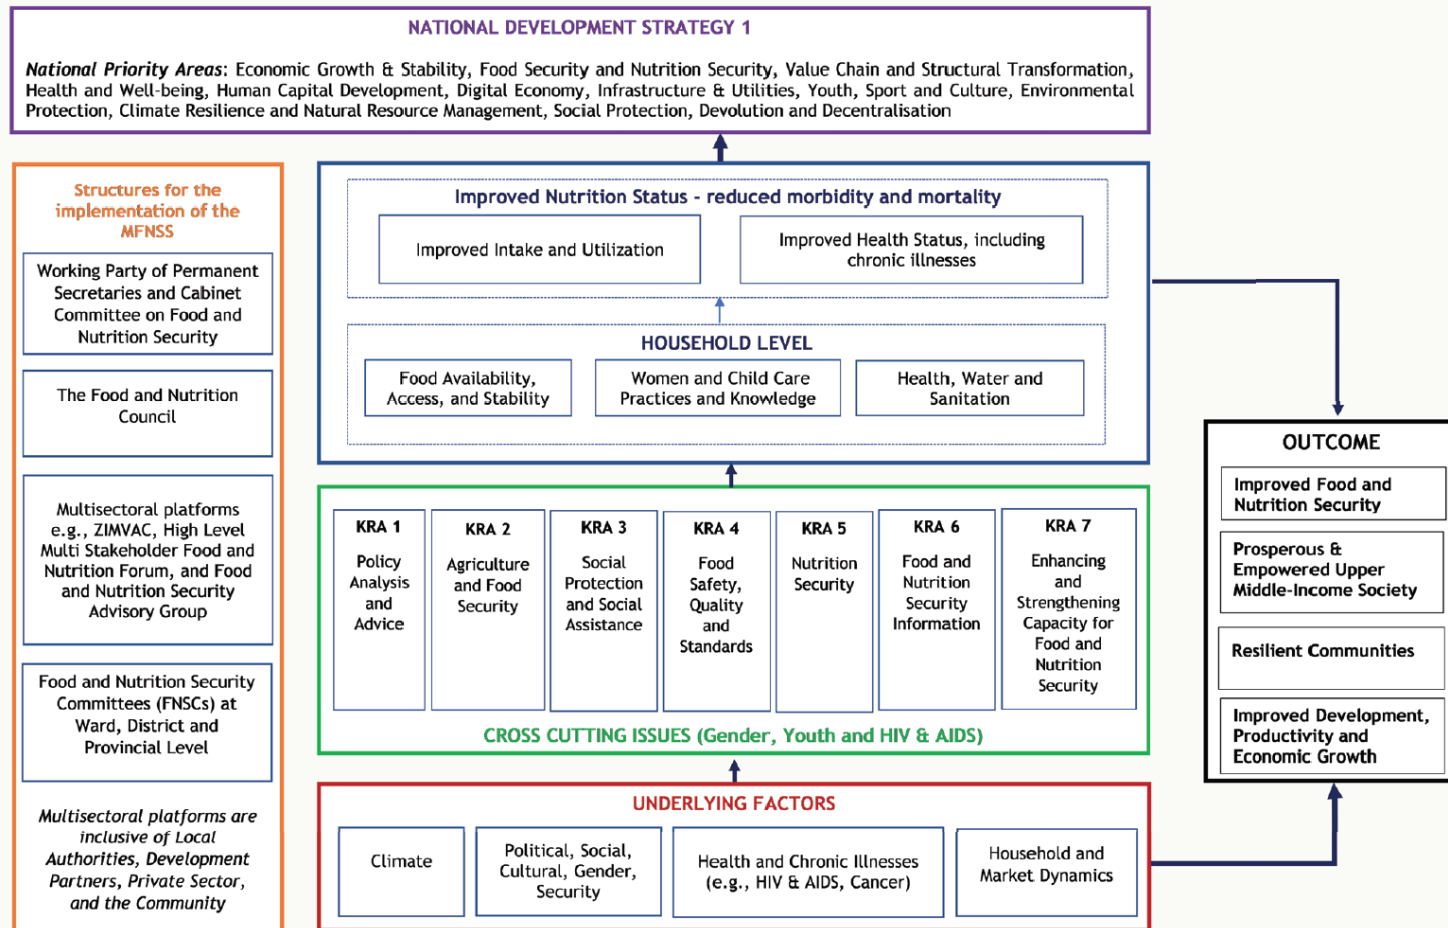 NATIONAL DEVELOPMENT STRATEGY 1
National Priority Areas: Economic Growth & Stability, Food Security and Nutrition Security, Value Chain and Structural Transformation,
Health and Well-being, Human Capital Development, Digital Economy, Infrastructure & Utilities, Youth, Sport and Culture, Environmental
Protection, Climate Resilience and Natural Resource Management, Social Protection, Devolution and Decentralisation
Structures for the
implementation of the
MFNSS
Working Party of Permanent
Secretaries and Cabinet
Committee on Food and
Nutrition Security
The Food and Nutrition
Council
Multisectoral platforms
e.g., ZIMVAC, High Level
Multi Stakeholder Food and
Nutrition Forum, and Food
and Nutrition Security
Advisory Group
Food and Nutrition Security
Committees (FNSCs) at
Ward, District and
Provincial Level
Multisectoral platforms are
inclusive of Local
Authorities, Development
Partners, Private Sector,
and the Community
Improved Nutrition Status - reduced morbidity and mortality
Improved Intake and Utilization
Improved Health Status, including
chronic illnesses
HOUSEHOLD LEVEL
Food Availability,
Access, and Stability
Women and Child Care
Practices and Knowledge
Health, Water and
Sanitation
KRA 1
Policy
Analysis
and
Advice
KRA 2
Agriculture
and Food
Security
KRA 3
Social
Protection
and Social
Assistance
KRA 4
Food
Safety,
Quality
and
Standards
KRA 5
Nutrition
Security
KRA 6
Food and
Nutrition
Security
Information
KRA 7
Enhancing
and
Strengthening
Capacity for
Food and
Nutrition
Security
CROSS CUTTING ISSUES (Gender, Youth and HIV & AIDS)
UNDERLYING FACTORS
Climate
Political, Social,
Cultural, Gender,
Security
Health and Chronic Illnesses
(e.g., HIV & AIDS, Cancer)
Household and
Market Dynamics
OUTCOME
Improved Food and
Nutrition Security
Prosperous &
Empowered Upper
Middle-Income Society
Resilient Communities
Improved Development,
Productivity and
Economic Growth